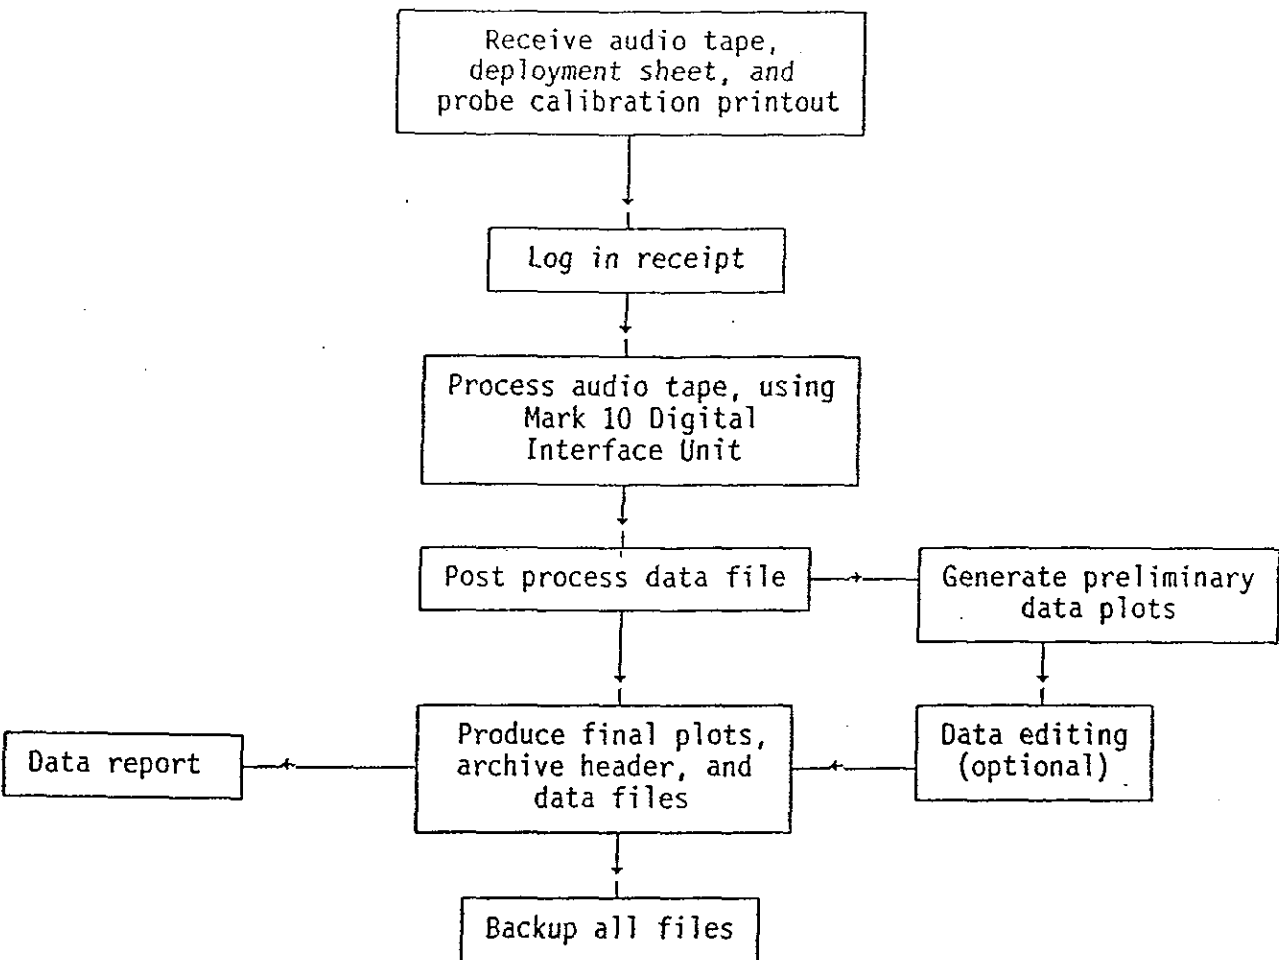 Receive audio tape,
deployment sheet, and
probe calibration printout
Log in receipt
Process audio tape, using
Mark 10 Digital
Interface Unit
Post process data file
Generate preliminary
data plots
Data report
Produce final plots,
archive header, and
data files
Data editing
(optional)
Backup all files